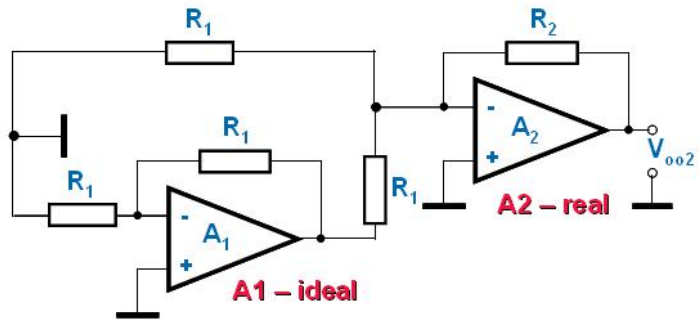 R₁
R₂
R₁
R₁
R₁
-
+
A₁
-
+
A₂
Vₒₒ₂
A1 – ideal
A2 – real